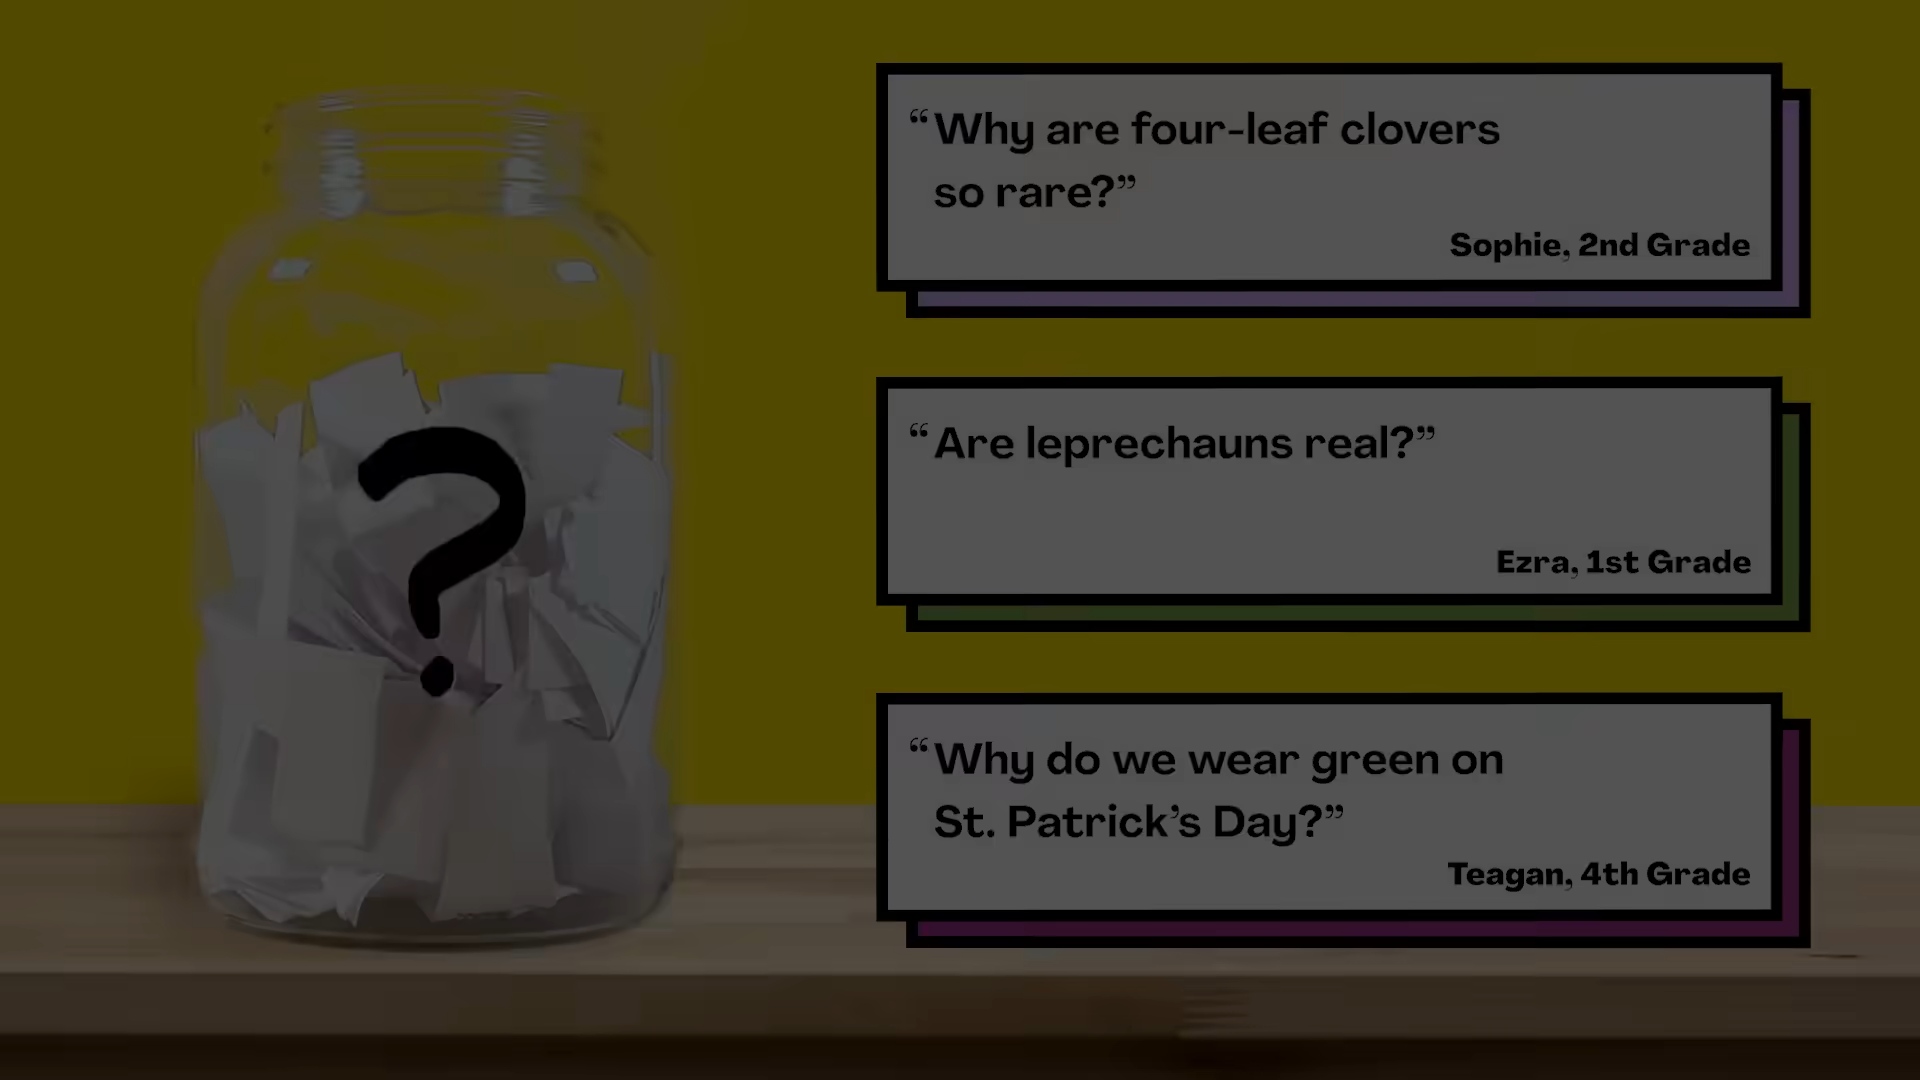 ?
“Why are four-leaf clovers
so rare?”
Sophie, 2nd Grade
“Are leprechauns real?”
Ezra, 1st Grade
“Why do we wear green on
St. Patrick’s Day?”
Teagan, 4th Grade